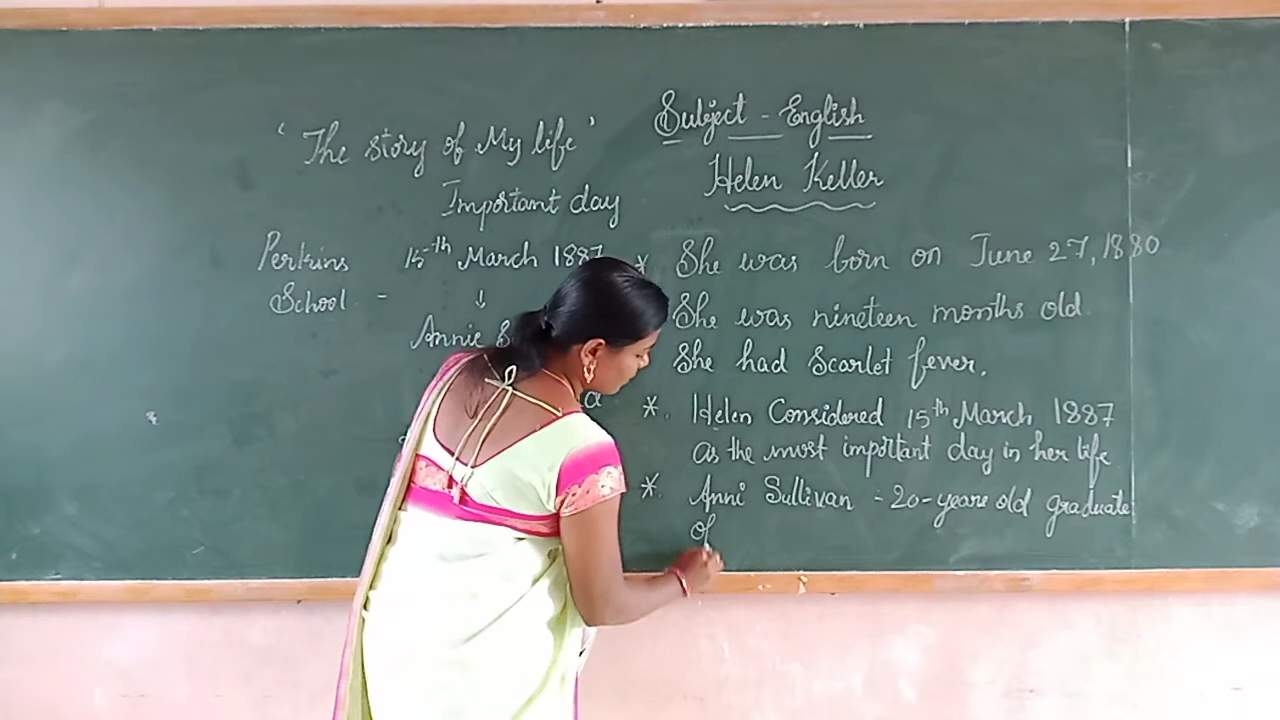 Subject - English
'The story of My life'
Helen Keller
Important day
Perkins School -
15th March 1887
↓
Annie S
* She was born on June 27, 1880
She was nineteen months old
She had Scarlet fever.
*. Helen Considered 15th March 1887
as the most important day in her life
*. Anni Sullivan - 20-years old graduate
of